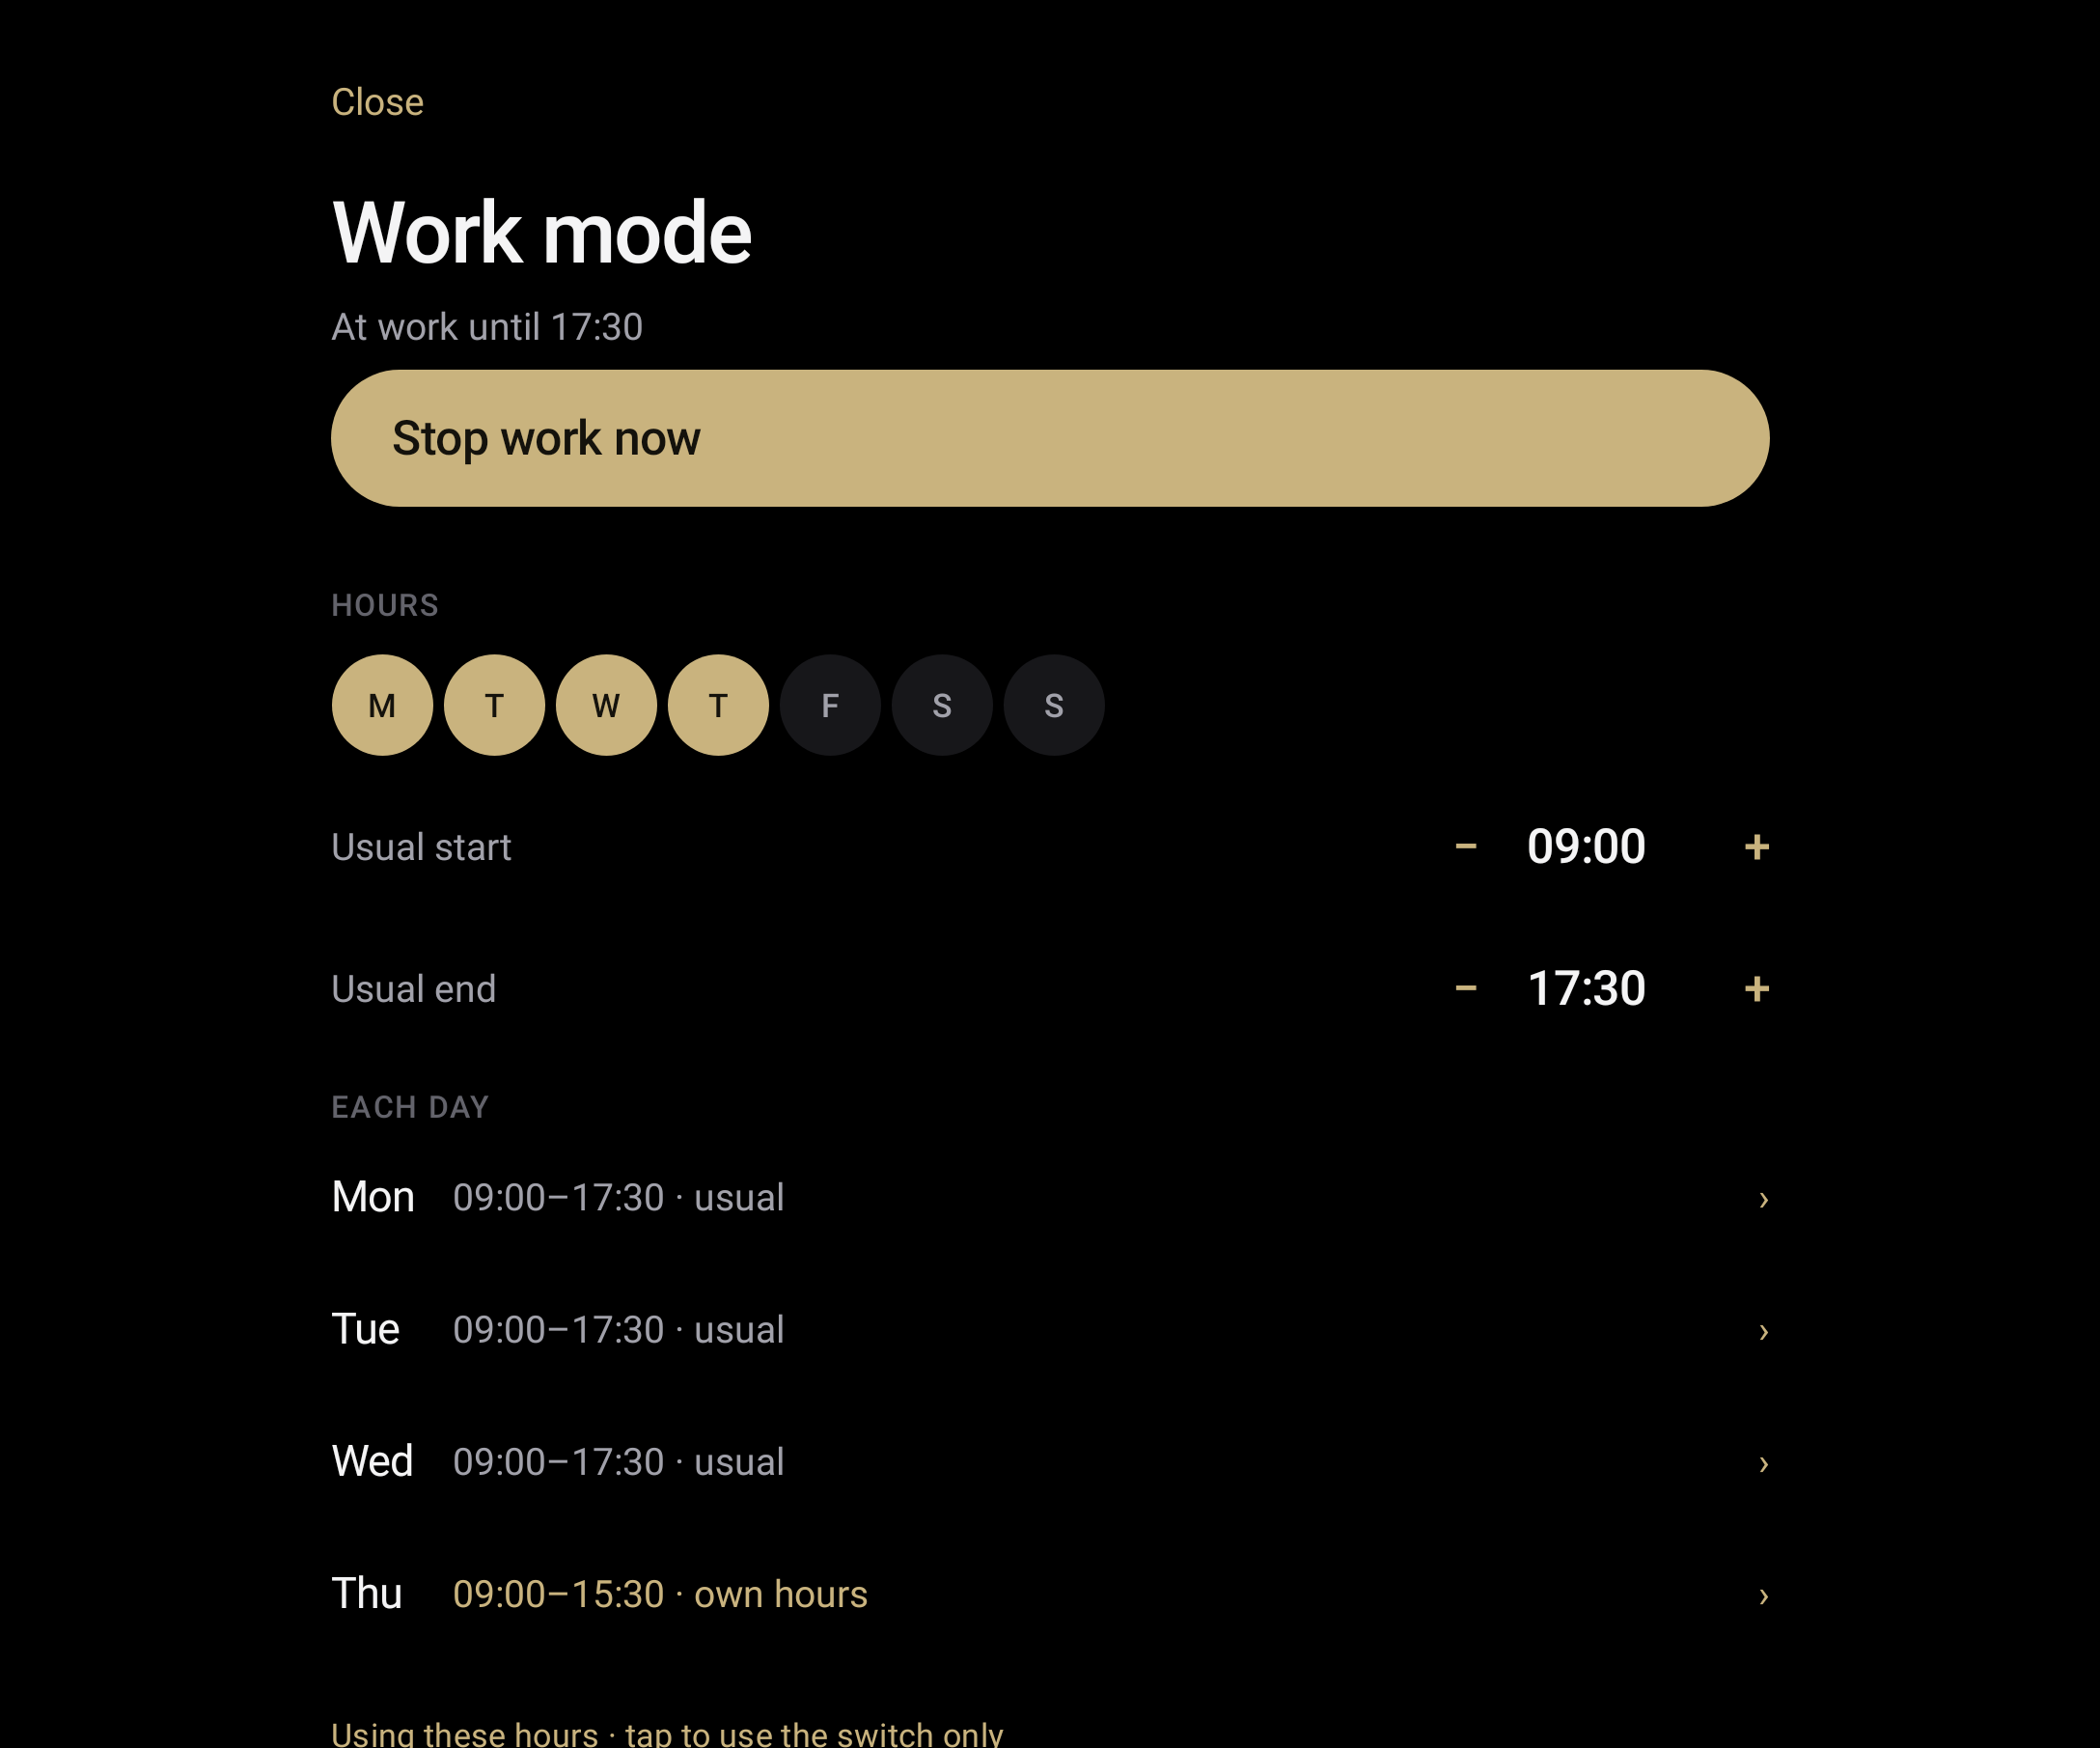 Close
Work mode
At work until 17:30
Stop work now
HOURS
M T W T F S S
Usual start − 09:00 +
Usual end − 17:30 +
EACH DAY
Mon 09:00–17:30 · usual ›
Tue 09:00–17:30 · usual ›
Wed 09:00–17:30 · usual ›
Thu 09:00–15:30 · own hours ›
Using these hours · tap to use the switch only